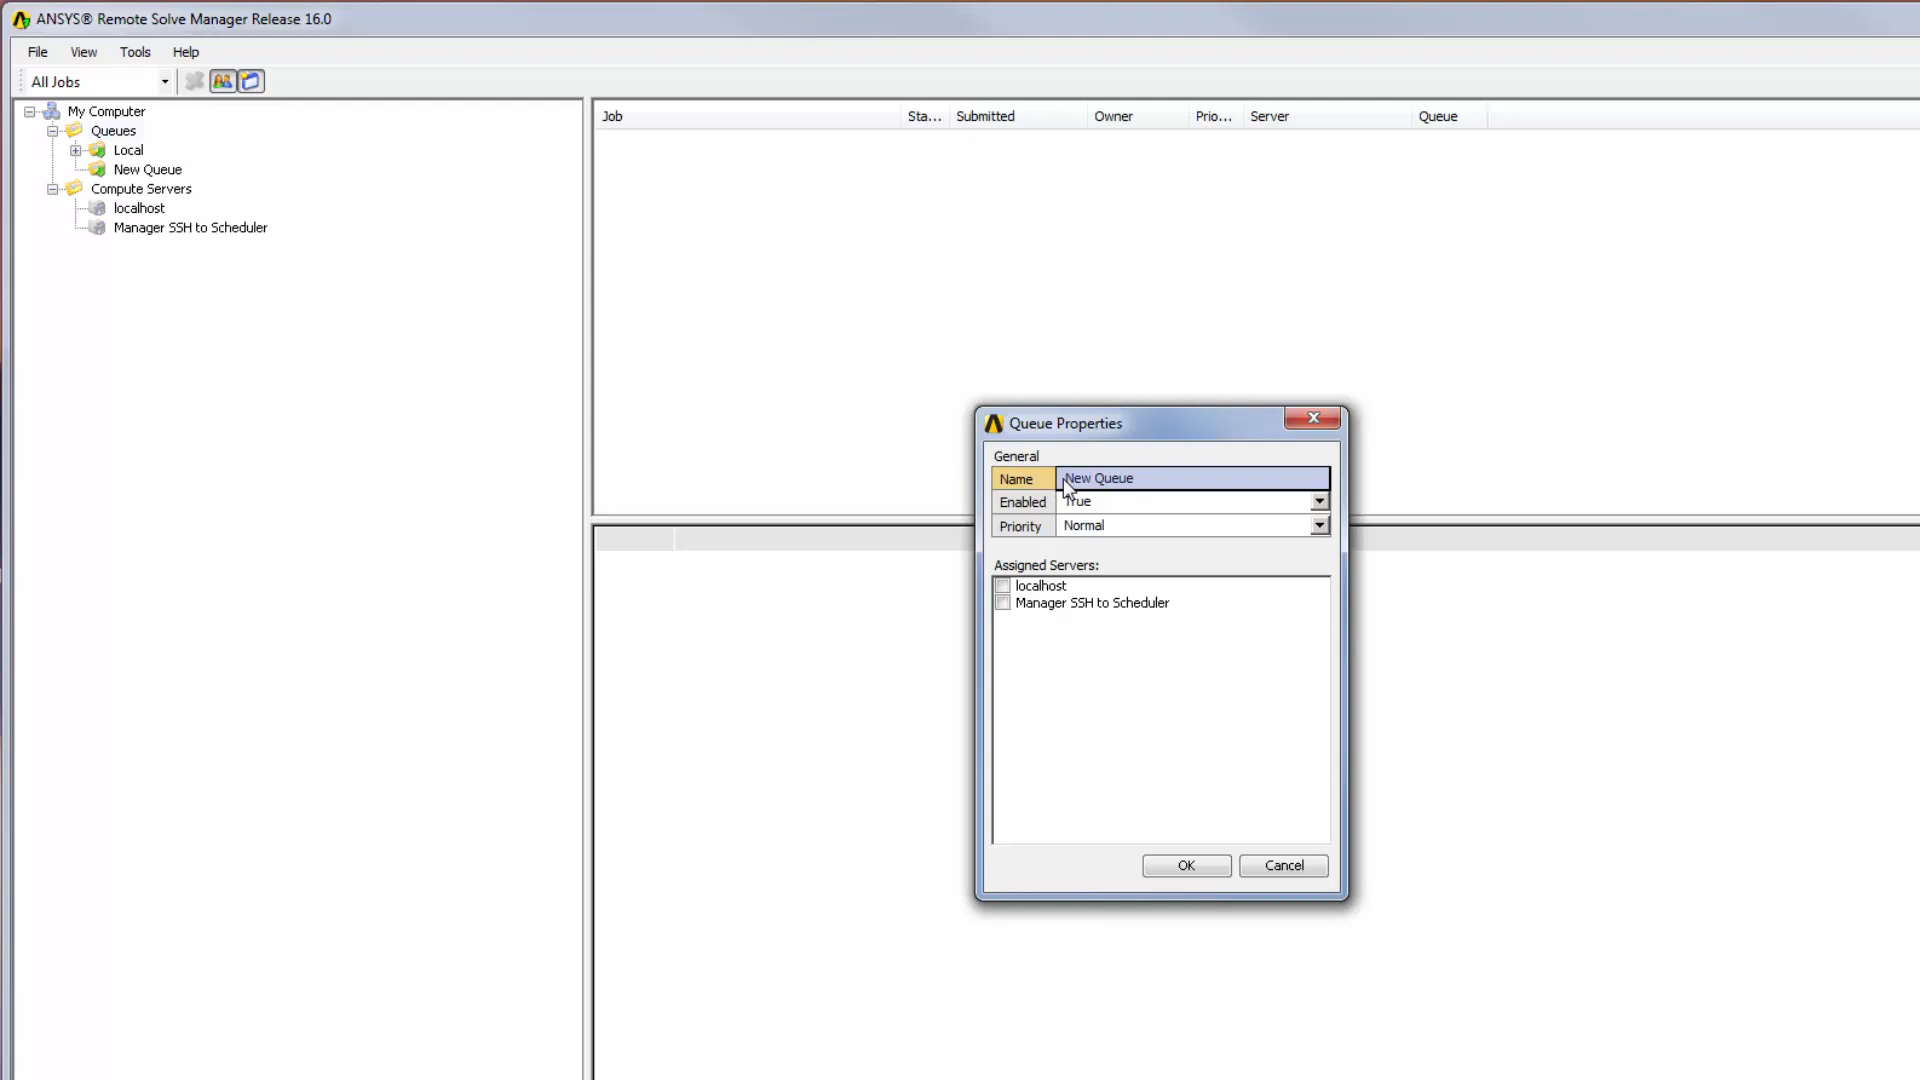 ANSYS® Remote Solve Manager Release 16.0
File View Tools Help
All Jobs
My Computer
Queues
Local
New Queue
Compute Servers
localhost
Manager SSH to Scheduler
Job Sta... Submitted Owner Prio... Server Queue
Queue Properties
General
Name New Queue
Enabled True
Priority Normal
Assigned Servers:
localhost
Manager SSH to Scheduler
OK Cancel